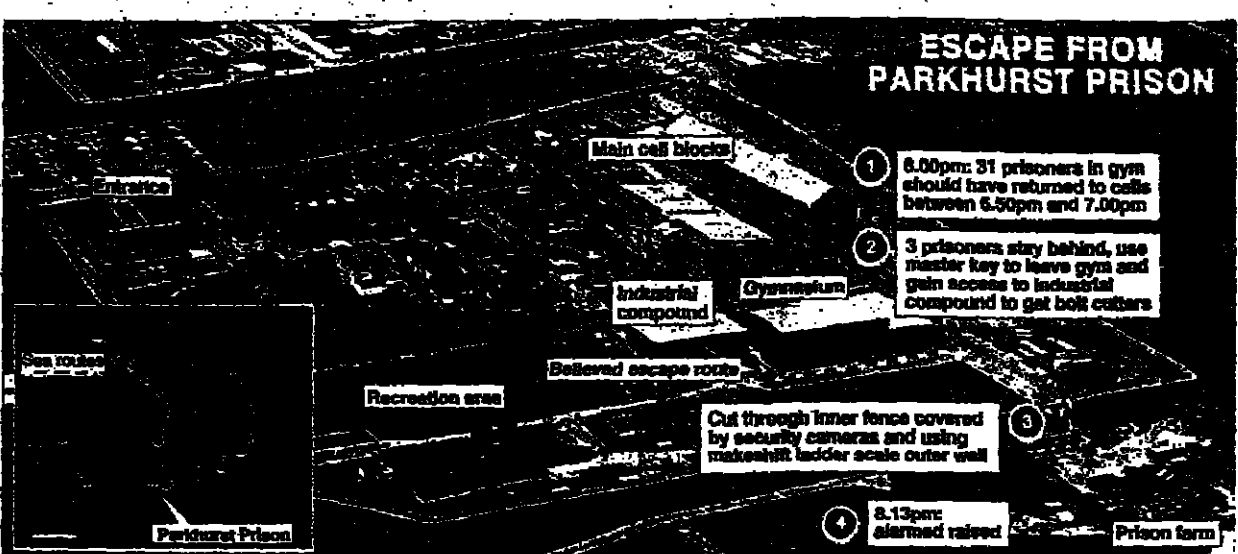 ESCAPE FROM
PARKHURST PRISON
Main cell blocks
Entrance
1
6.00pm: 31 prisoners in gym
should have returned to cells
between 6.50pm and 7.00pm
2
3 prisoners stay behind, use
master key to leave gym and
gain access to industrial
compound to get bolt cutters
Industrial
compound
Gymnasium
Sea routes
Believed escape route
Recreation area
3
Cut through inner fence covered
by security cameras and using
makeshift ladder scale outer wall
4
8.13pm:
alarmed raised
Parkhurst Prison
Prison farm